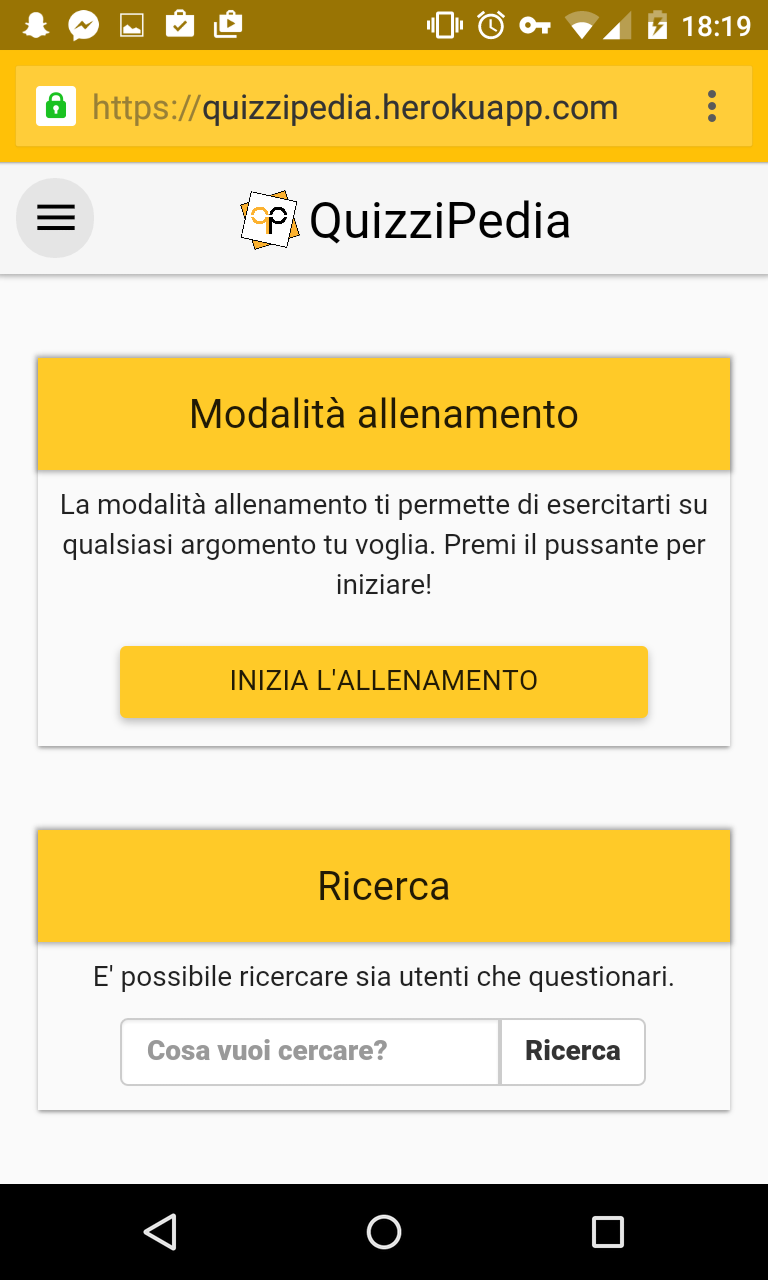 18:19
https://quizzipedia.herokuapp.com
QuizziPedia
Modalità allenamento
La modalità allenamento ti permette di esercitarti su
qualsiasi argomento tu voglia. Premi il pussante per
iniziare!
INIZIA L'ALLENAMENTO
Ricerca
E' possibile ricercare sia utenti che questionari.
Cosa vuoi cercare? Ricerca